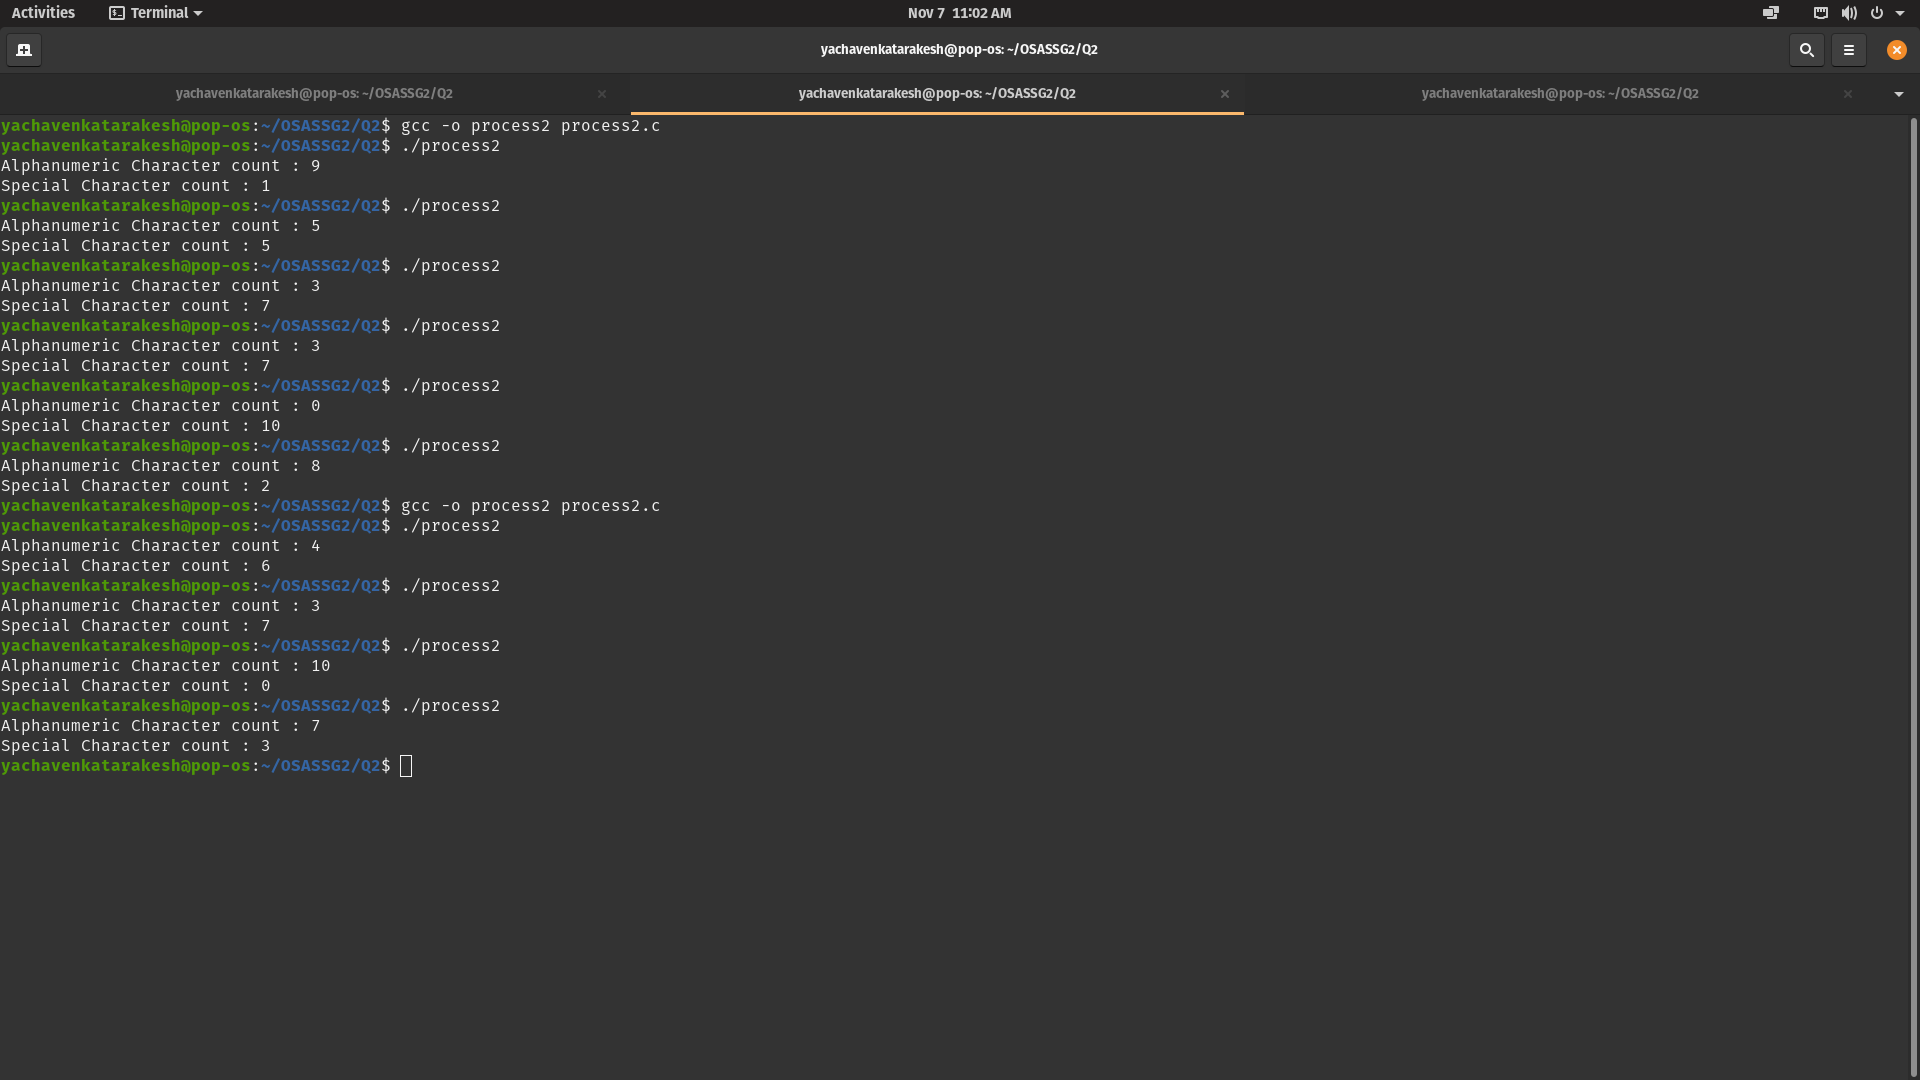 Activities Terminal Nov 7 11:02 AM
yachavenkatarakesh@pop-os: ~/OSASSG2/Q2
yachavenkatarakesh@pop-os: ~/OSASSG2/Q2 × yachavenkatarakesh@pop-os: ~/OSASSG2/Q2 × yachavenkatarakesh@pop-os: ~/OSASSG2/Q2 ×
yachavenkatarakesh@pop-os:~/OSASSG2/Q2$ gcc -o process2 process2.c
yachavenkatarakesh@pop-os:~/OSASSG2/Q2$ ./process2
Alphanumeric Character count : 9
Special Character count : 1
yachavenkatarakesh@pop-os:~/OSASSG2/Q2$ ./process2
Alphanumeric Character count : 5
Special Character count : 5
yachavenkatarakesh@pop-os:~/OSASSG2/Q2$ ./process2
Alphanumeric Character count : 3
Special Character count : 7
yachavenkatarakesh@pop-os:~/OSASSG2/Q2$ ./process2
Alphanumeric Character count : 3
Special Character count : 7
yachavenkatarakesh@pop-os:~/OSASSG2/Q2$ ./process2
Alphanumeric Character count : 0
Special Character count : 10
yachavenkatarakesh@pop-os:~/OSASSG2/Q2$ ./process2
Alphanumeric Character count : 8
Special Character count : 2
yachavenkatarakesh@pop-os:~/OSASSG2/Q2$ gcc -o process2 process2.c
yachavenkatarakesh@pop-os:~/OSASSG2/Q2$ ./process2
Alphanumeric Character count : 4
Special Character count : 6
yachavenkatarakesh@pop-os:~/OSASSG2/Q2$ ./process2
Alphanumeric Character count : 3
Special Character count : 7
yachavenkatarakesh@pop-os:~/OSASSG2/Q2$ ./process2
Alphanumeric Character count : 10
Special Character count : 0
yachavenkatarakesh@pop-os:~/OSASSG2/Q2$ ./process2
Alphanumeric Character count : 7
Special Character count : 3
yachavenkatarakesh@pop-os:~/OSASSG2/Q2$